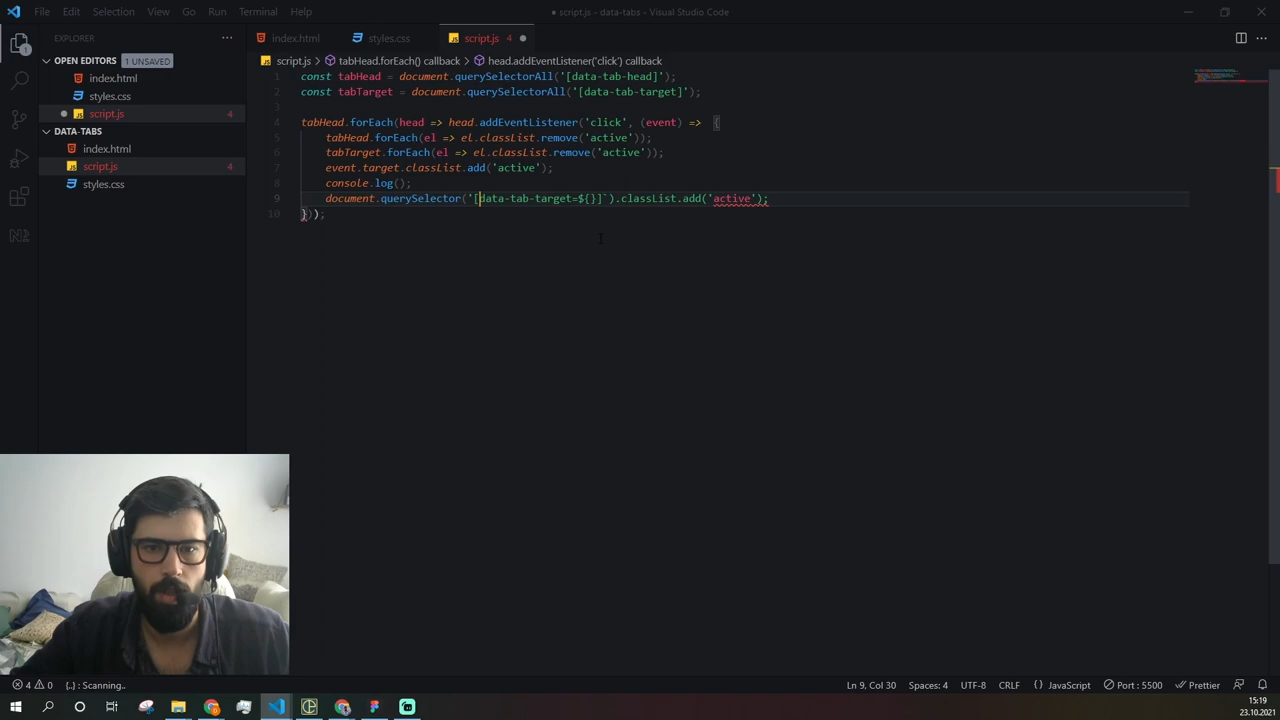 File Edit Selection View Go Run Terminal Help
● script.js - data-tabs - Visual Studio Code
EXPLORER ···
OPEN EDITORS 1 UNSAVED
index.html
styles.css
JS script.js 4
DATA-TABS
index.html
JS script.js 4
styles.css
index.html styles.css JS script.js 4
JS script.js > tabHead.forEach() callback > head.addEventListener('click') callback
1 const tabHead = document.querySelectorAll('[data-tab-head]');
2 const tabTarget = document.querySelectorAll('[data-tab-target]');
3
4 tabHead.forEach(head => head.addEventListener('click', (event) => {
5 tabHead.forEach(el => el.classList.remove('active'));
6 tabTarget.forEach(el => el.classList.remove('active'));
7 event.target.classList.add('active');
8 console.log();
9 document.querySelector('[data-tab-target=${}]`).classList.add('active');
10 }));
1
4 0 {..} : Scanning..
Ln 9, Col 30 Spaces: 4 UTF-8 CRLF {} JavaScript Port : 5500 Prettier
15:19
23.10.2021